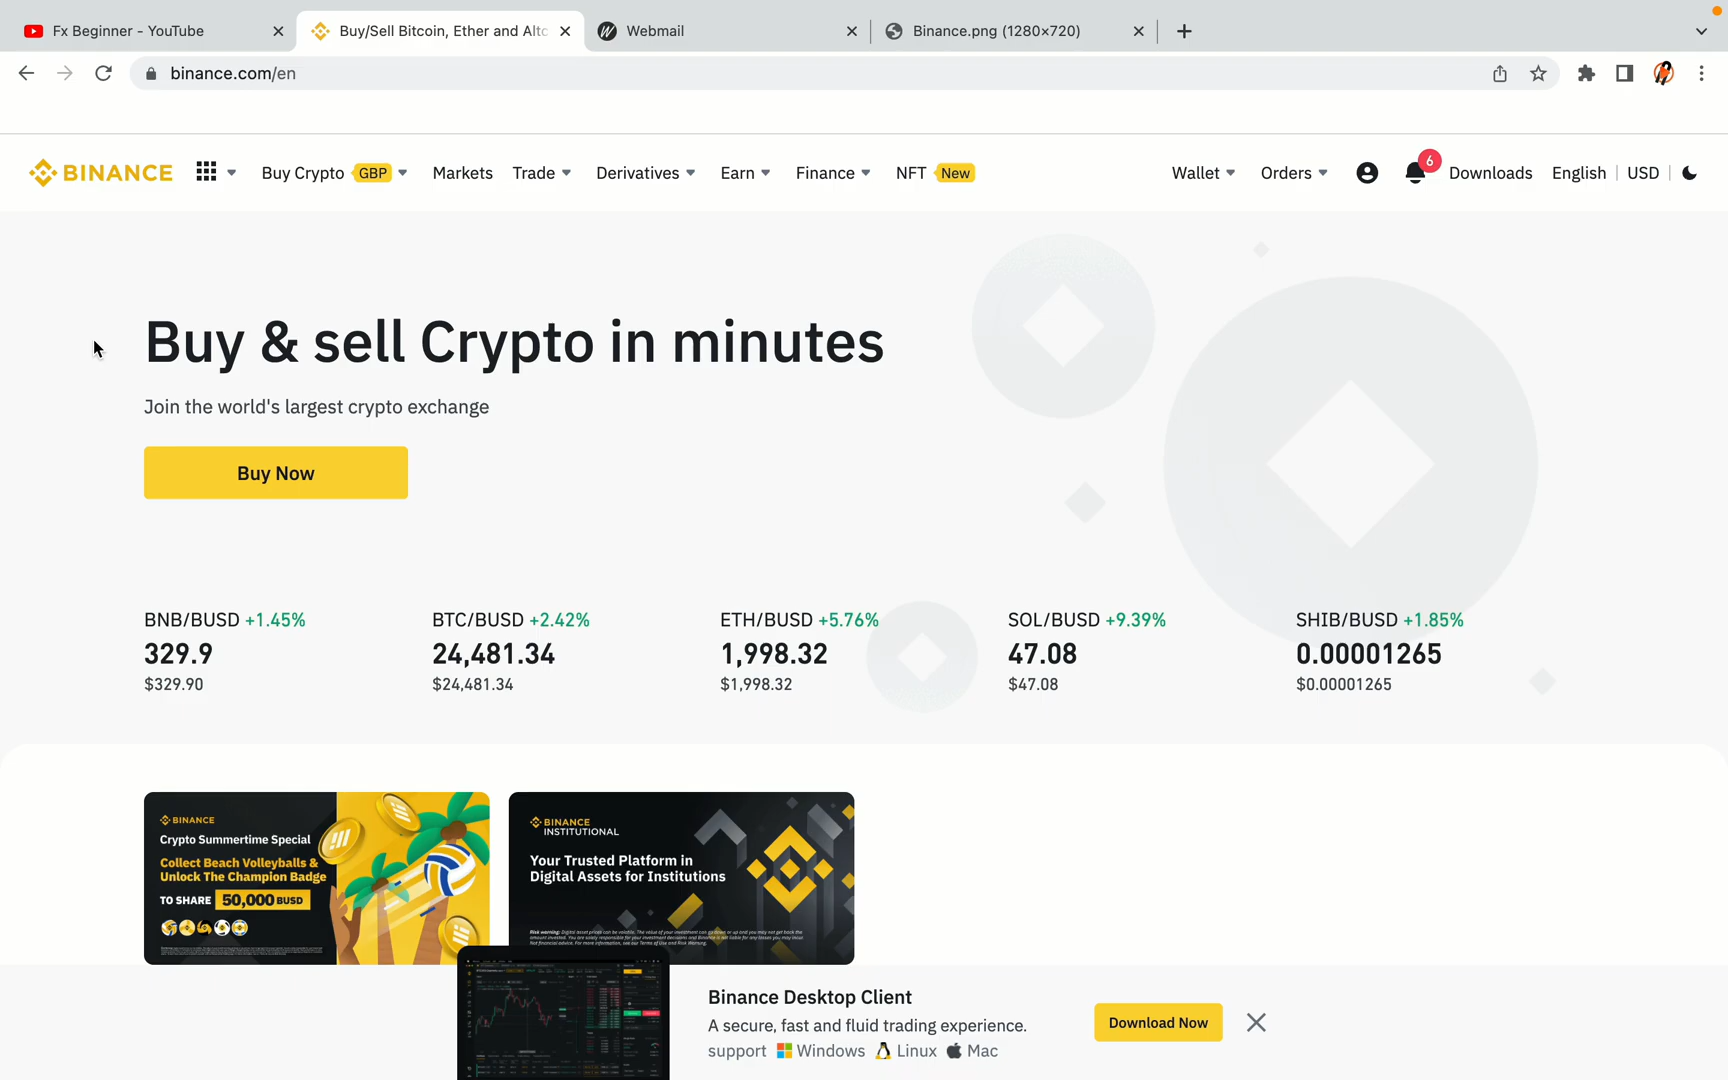 Fx Beginner - YouTube
Buy/Sell Bitcoin, Ether and Altc
Webmail
Binance.png (1280×720)
binance.com/en
BINANCE
Buy Crypto GBP
Markets
Trade
Derivatives
Earn
Finance
NFT New
Wallet
Orders
6
Downloads
English
USD
Buy & sell Crypto in minutes
Join the world's largest crypto exchange
Buy Now
BNB/BUSD +1.45%
329.9
$329.90
BTC/BUSD +2.42%
24,481.34
$24,481.34
ETH/BUSD +5.76%
1,998.32
$1,998.32
SOL/BUSD +9.39%
47.08
$47.08
SHIB/BUSD +1.85%
0.00001265
$0.00001265
BINANCE
Crypto Summertime Special
Collect Beach Volleyballs &
Unlock The Champion Badge
TO SHARE 50,000 BUSD
BINANCE
INSTITUTIONAL
Your Trusted Platform in
Digital Assets for Institutions
Binance Desktop Client
A secure, fast and fluid trading experience.
support Windows Linux Mac
Download Now